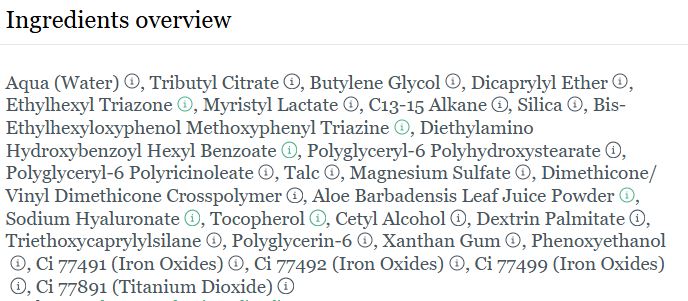 Ingredients overview
Aqua (Water) ⓘ, Tributyl Citrate ⓘ, Butylene Glycol ⓘ, Dicaprylyl Ether ⓘ,
Ethylhexyl Triazone ⓘ, Myristyl Lactate ⓘ, C13-15 Alkane ⓘ, Silica ⓘ, Bis-
Ethylhexyloxyphenol Methoxyphenyl Triazine ⓘ, Diethylamino
Hydroxybenzoyl Hexyl Benzoate ⓘ, Polyglyceryl-6 Polyhydroxystearate ⓘ,
Polyglyceryl-6 Polyricinoleate ⓘ, Talc ⓘ, Magnesium Sulfate ⓘ, Dimethicone/
Vinyl Dimethicone Crosspolymer ⓘ, Aloe Barbadensis Leaf Juice Powder ⓘ,
Sodium Hyaluronate ⓘ, Tocopherol ⓘ, Cetyl Alcohol ⓘ, Dextrin Palmitate ⓘ,
Triethoxycaprylylsilane ⓘ, Polyglycerin-6 ⓘ, Xanthan Gum ⓘ, Phenoxyethanol
ⓘ, Ci 77491 (Iron Oxides) ⓘ, Ci 77492 (Iron Oxides) ⓘ, Ci 77499 (Iron Oxides)
ⓘ, Ci 77891 (Titanium Dioxide) ⓘ